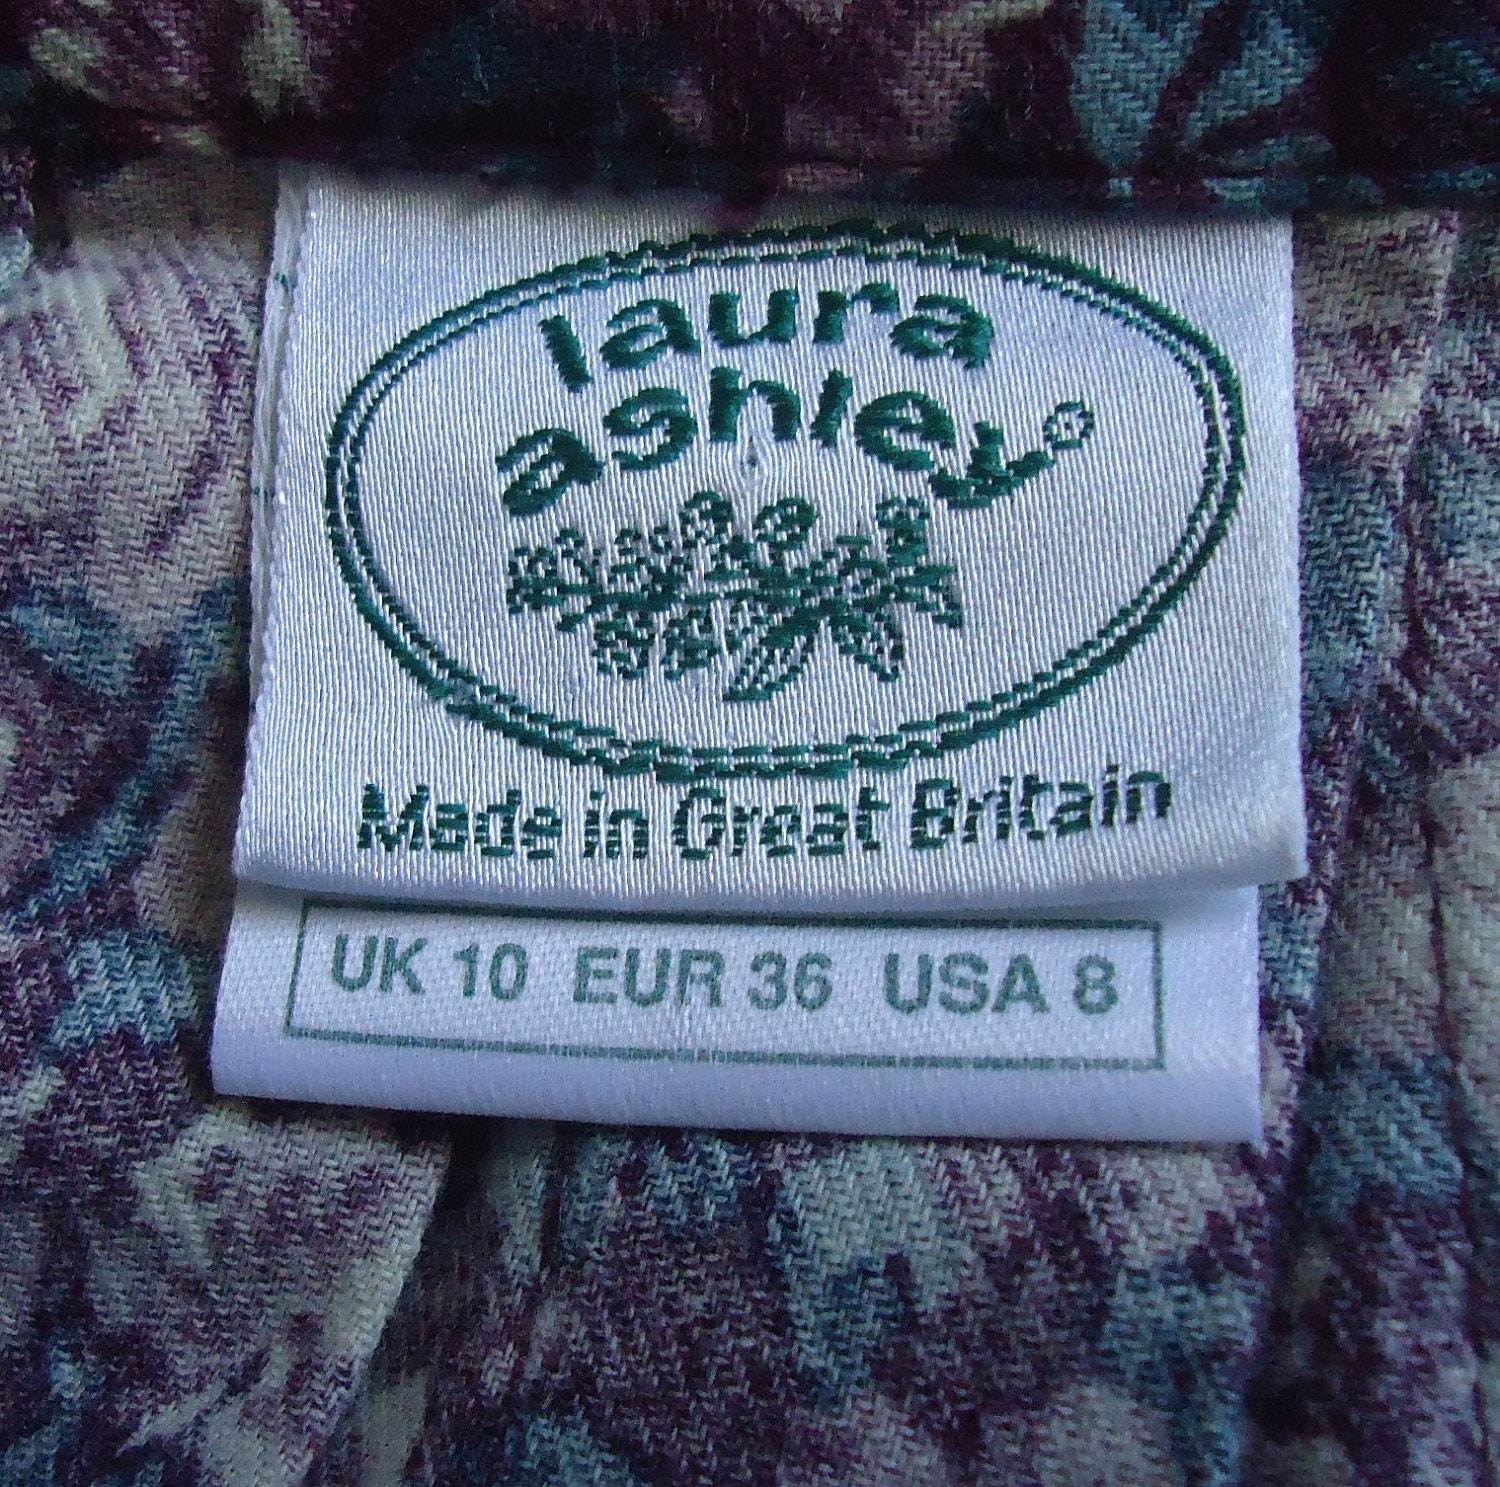 laura
ashley®
Made in Great Britain
UK 10 EUR 36 USA 8